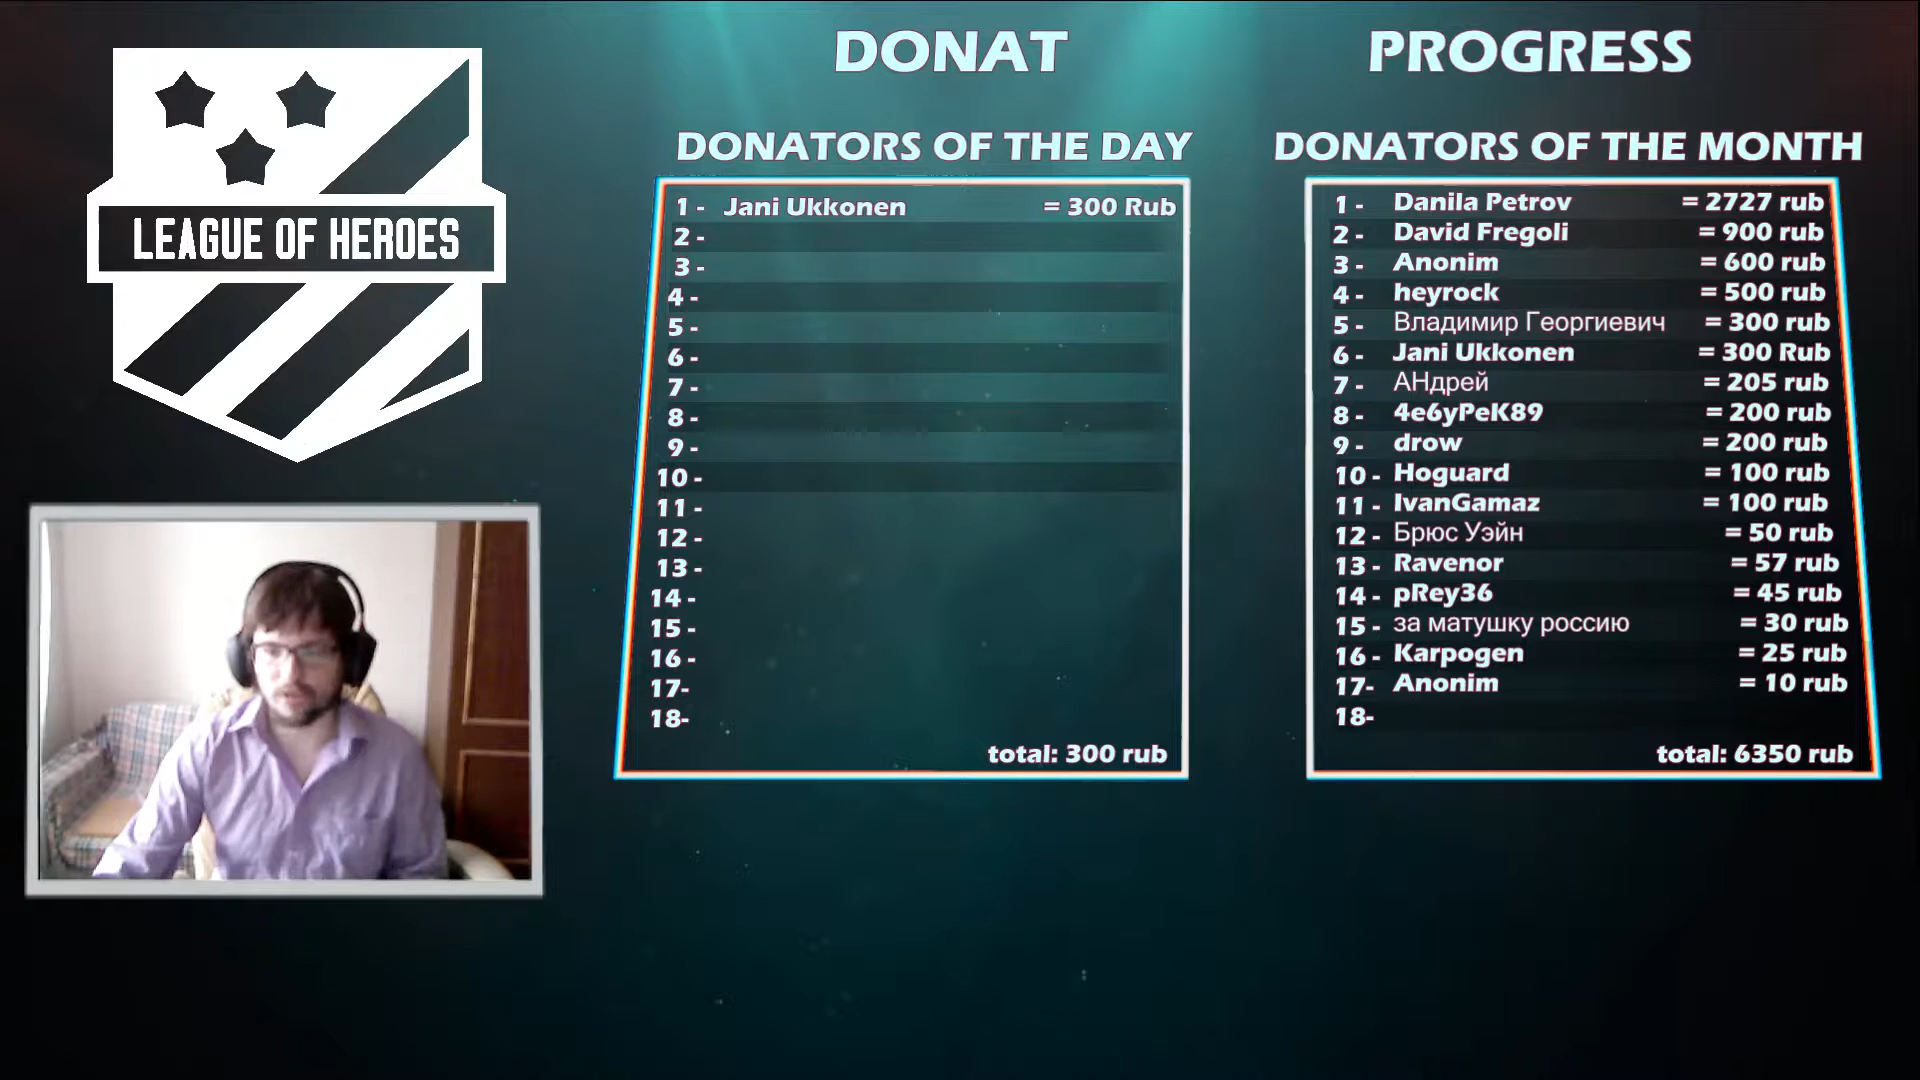 LEAGUE OF HEROES
DONAT PROGRESS
DONATORS OF THE DAY
1 - Jani Ukkonen = 300 Rub
2 -
3 -
4 -
5 -
6 -
7 -
8 -
9 -
10 -
11 -
12 -
13 -
14 -
15 -
16 -
17-
18-
total: 300 rub
DONATORS OF THE MONTH
1 - Danila Petrov = 2727 rub
2 - David Fregoli = 900 rub
3 - Anonim = 600 rub
4 - heyrock = 500 rub
5 - Владимир Георгиевич = 300 rub
6 - Jani Ukkonen = 300 Rub
7 - АНдрей = 205 rub
8 - 4e6yPeK89 = 200 rub
9 - drow = 200 rub
10 - Hoguard = 100 rub
11 - IvanGamaz = 100 rub
12 - Брюс Уэйн = 50 rub
13 - Ravenor = 57 rub
14 - pRey36 = 45 rub
15 - за матушку россию = 30 rub
16 - Karpogen = 25 rub
17- Anonim = 10 rub
18-
total: 6350 rub